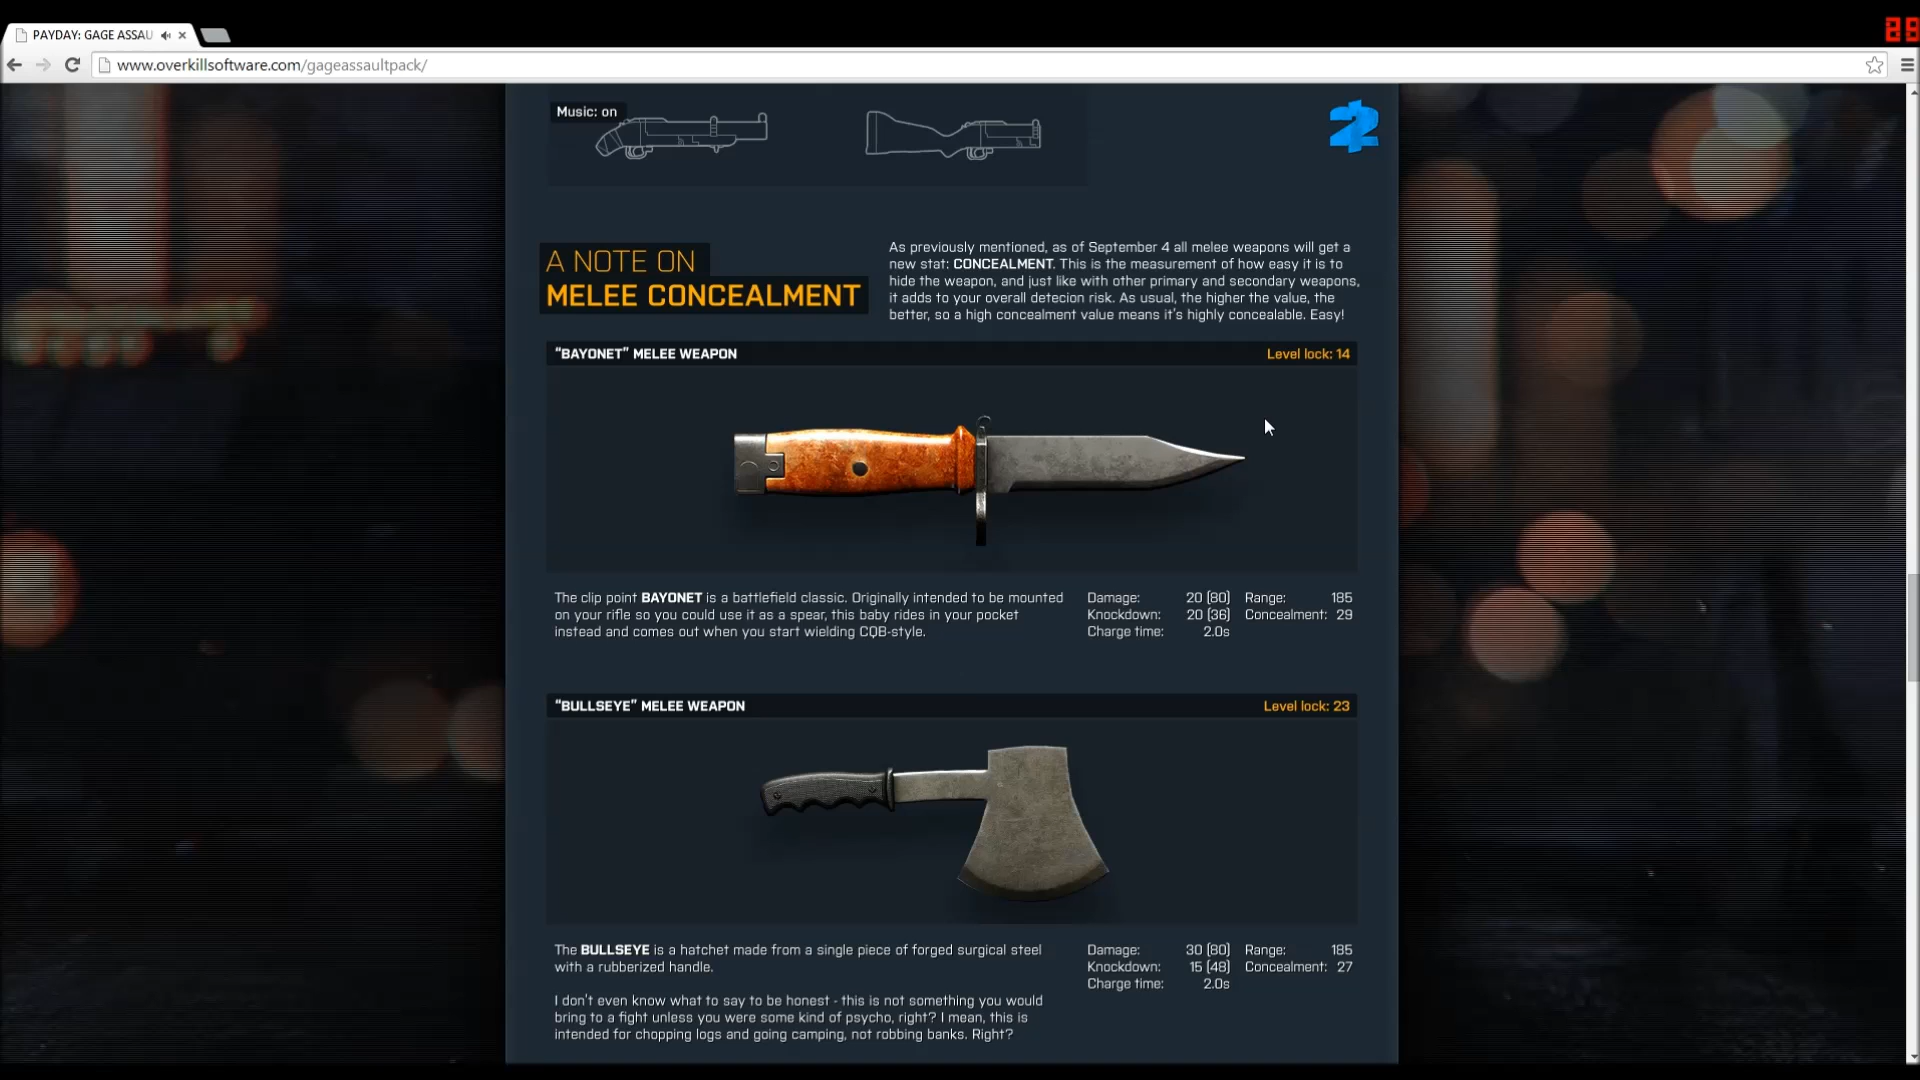 PAYDAY: GAGE ASSAU
29
www.overkillsoftware.com/gageassaultpack/
Music: on
2
A NOTE ON
MELEE CONCEALMENT
As previously mentioned, as of September 4 all melee weapons will get a
new stat: CONCEALMENT. This is the measurement of how easy it is to
hide the weapon, and just like with other primary and secondary weapons,
it adds to your overall detecion risk. As usual, the higher the value, the
better, so a high concealment value means it's highly concealable. Easy!
"BAYONET" MELEE WEAPON Level lock: 14
The clip point BAYONET is a battlefield classic. Originally intended to be mounted
on your rifle so you could use it as a spear, this baby rides in your pocket
instead and comes out when you start wielding CQB-style.
Damage: 20 (80) Range: 185
Knockdown: 20 (36) Concealment: 29
Charge time: 2.0s
"BULLSEYE" MELEE WEAPON Level lock: 23
The BULLSEYE is a hatchet made from a single piece of forged surgical steel
with a rubberized handle.
I don't even know what to say to be honest - this is not something you would
bring to a fight unless you were some kind of psycho, right? I mean, this is
intended for chopping logs and going camping, not robbing banks. Right?
Damage: 30 (80) Range: 185
Knockdown: 15 (48) Concealment: 27
Charge time: 2.0s